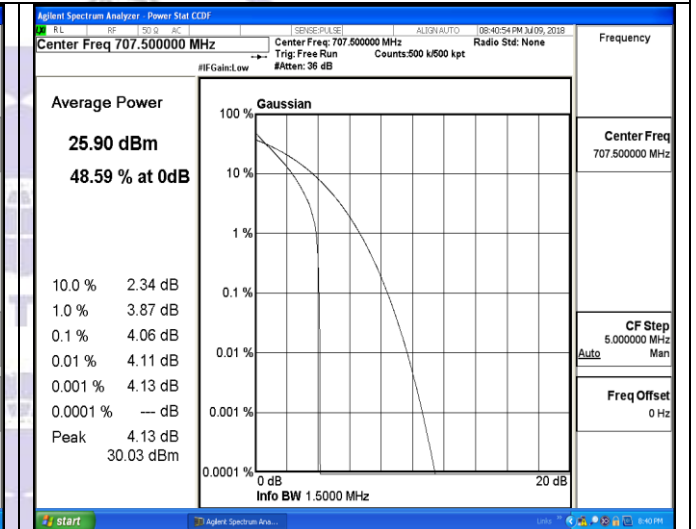 Agilent Spectrum Analyzer - Power Stat CCDF
RL RF 50 Ω AC SENSE:PULSE ALIGN AUTO 08:40:54 PM Jul 09, 2018
Center Freq 707.500000 MHz
Center Freq: 707.500000 MHz Radio Std: None
Trig: Free Run Counts:500 k/500 kpt
#IFGain:Low #Atten: 36 dB
Frequency
Average Power
25.90 dBm
48.59 % at 0dB
10.0 % 2.34 dB
1.0 % 3.87 dB
0.1 % 4.06 dB
0.01 % 4.11 dB
0.001 % 4.13 dB
0.0001 % --- dB
Peak 4.13 dB
30.03 dBm
Gaussian
100 %
10 %
1 %
0.1 %
0.01 %
0.001 %
0.0001 %
0 dB 20 dB
Info BW 1.5000 MHz
Center Freq
707.500000 MHz
CF Step
5.000000 MHz
Auto Man
Freq Offset
0 Hz
start Agilent Spectrum Ana... Links » 8:40 PM